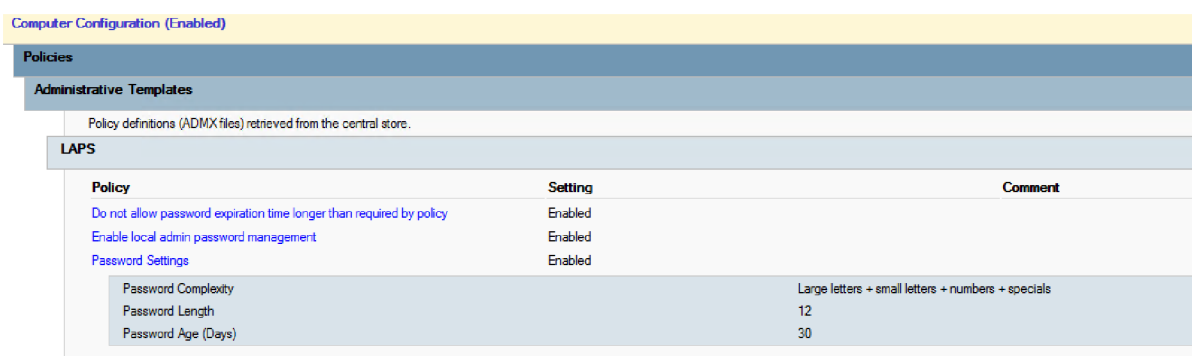 Computer Configuration (Enabled)
Policies
Administrative Templates
Policy definitions (ADMX files) retrieved from the central store.
LAPS
Policy Setting Comment
Do not allow password expiration time longer than required by policy Enabled
Enable local admin password management Enabled
Password Settings Enabled
Password Complexity Large letters + small letters + numbers + specials
Password Length 12
Password Age (Days) 30